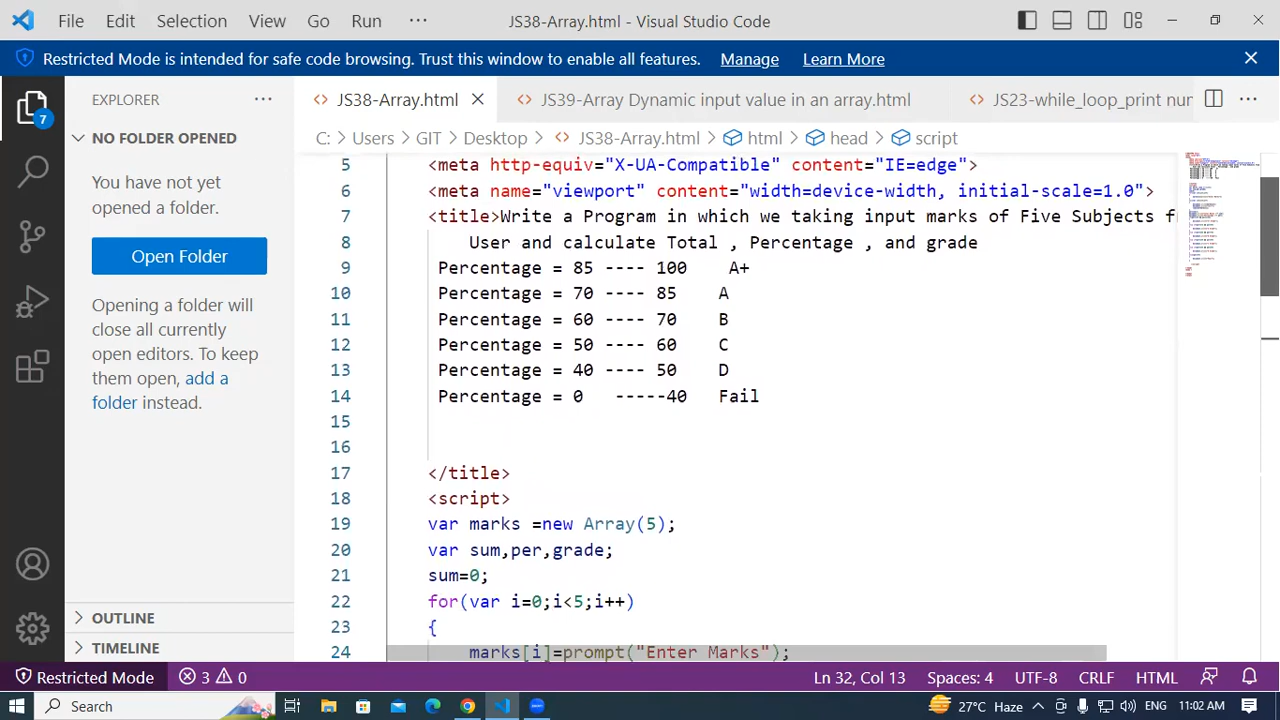 File Edit Selection View Go Run ··· JS38-Array.html - Visual Studio Code
Restricted Mode is intended for safe code browsing. Trust this window to enable all features. Manage Learn More
EXPLORER ··· JS38-Array.html JS39-Array Dynamic input value in an array.html JS23-while_loop_print nun ···
NO FOLDER OPENED
C: > Users > GIT > Desktop > JS38-Array.html > html > head > script
You have not yet
opened a folder.
Open Folder
Opening a folder will
close all currently
open editors. To keep
them open, add a
folder instead.
OUTLINE
TIMELINE
5 <meta http-equiv="X-UA-Compatible" content="IE=edge">
6 <meta name="viewport" content="width=device-width, initial-scale=1.0">
7 <title>Write a Program in which we taking input marks of Five Subjects f
8 User and calculate Total , Percentage , and grade
9 Percentage = 85 ---- 100 A+
10 Percentage = 70 ---- 85 A
11 Percentage = 60 ---- 70 B
12 Percentage = 50 ---- 60 C
13 Percentage = 40 ---- 50 D
14 Percentage = 0 -----40 Fail
15
16
17 </title>
18 <script>
19 var marks =new Array(5);
20 var sum,per,grade;
21 sum=0;
22 for(var i=0;i<5;i++)
23 {
24 marks[i]=prompt("Enter Marks");
7
Restricted Mode 3 0 Ln 32, Col 13 Spaces: 4 UTF-8 CRLF HTML
Search 27°C Haze ENG 11:02 AM